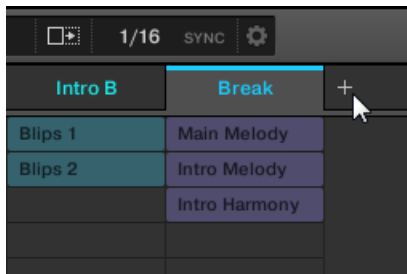 1/16 SYNC
Intro B Break +
Blips 1 Main Melody
Blips 2 Intro Melody
Intro Harmony